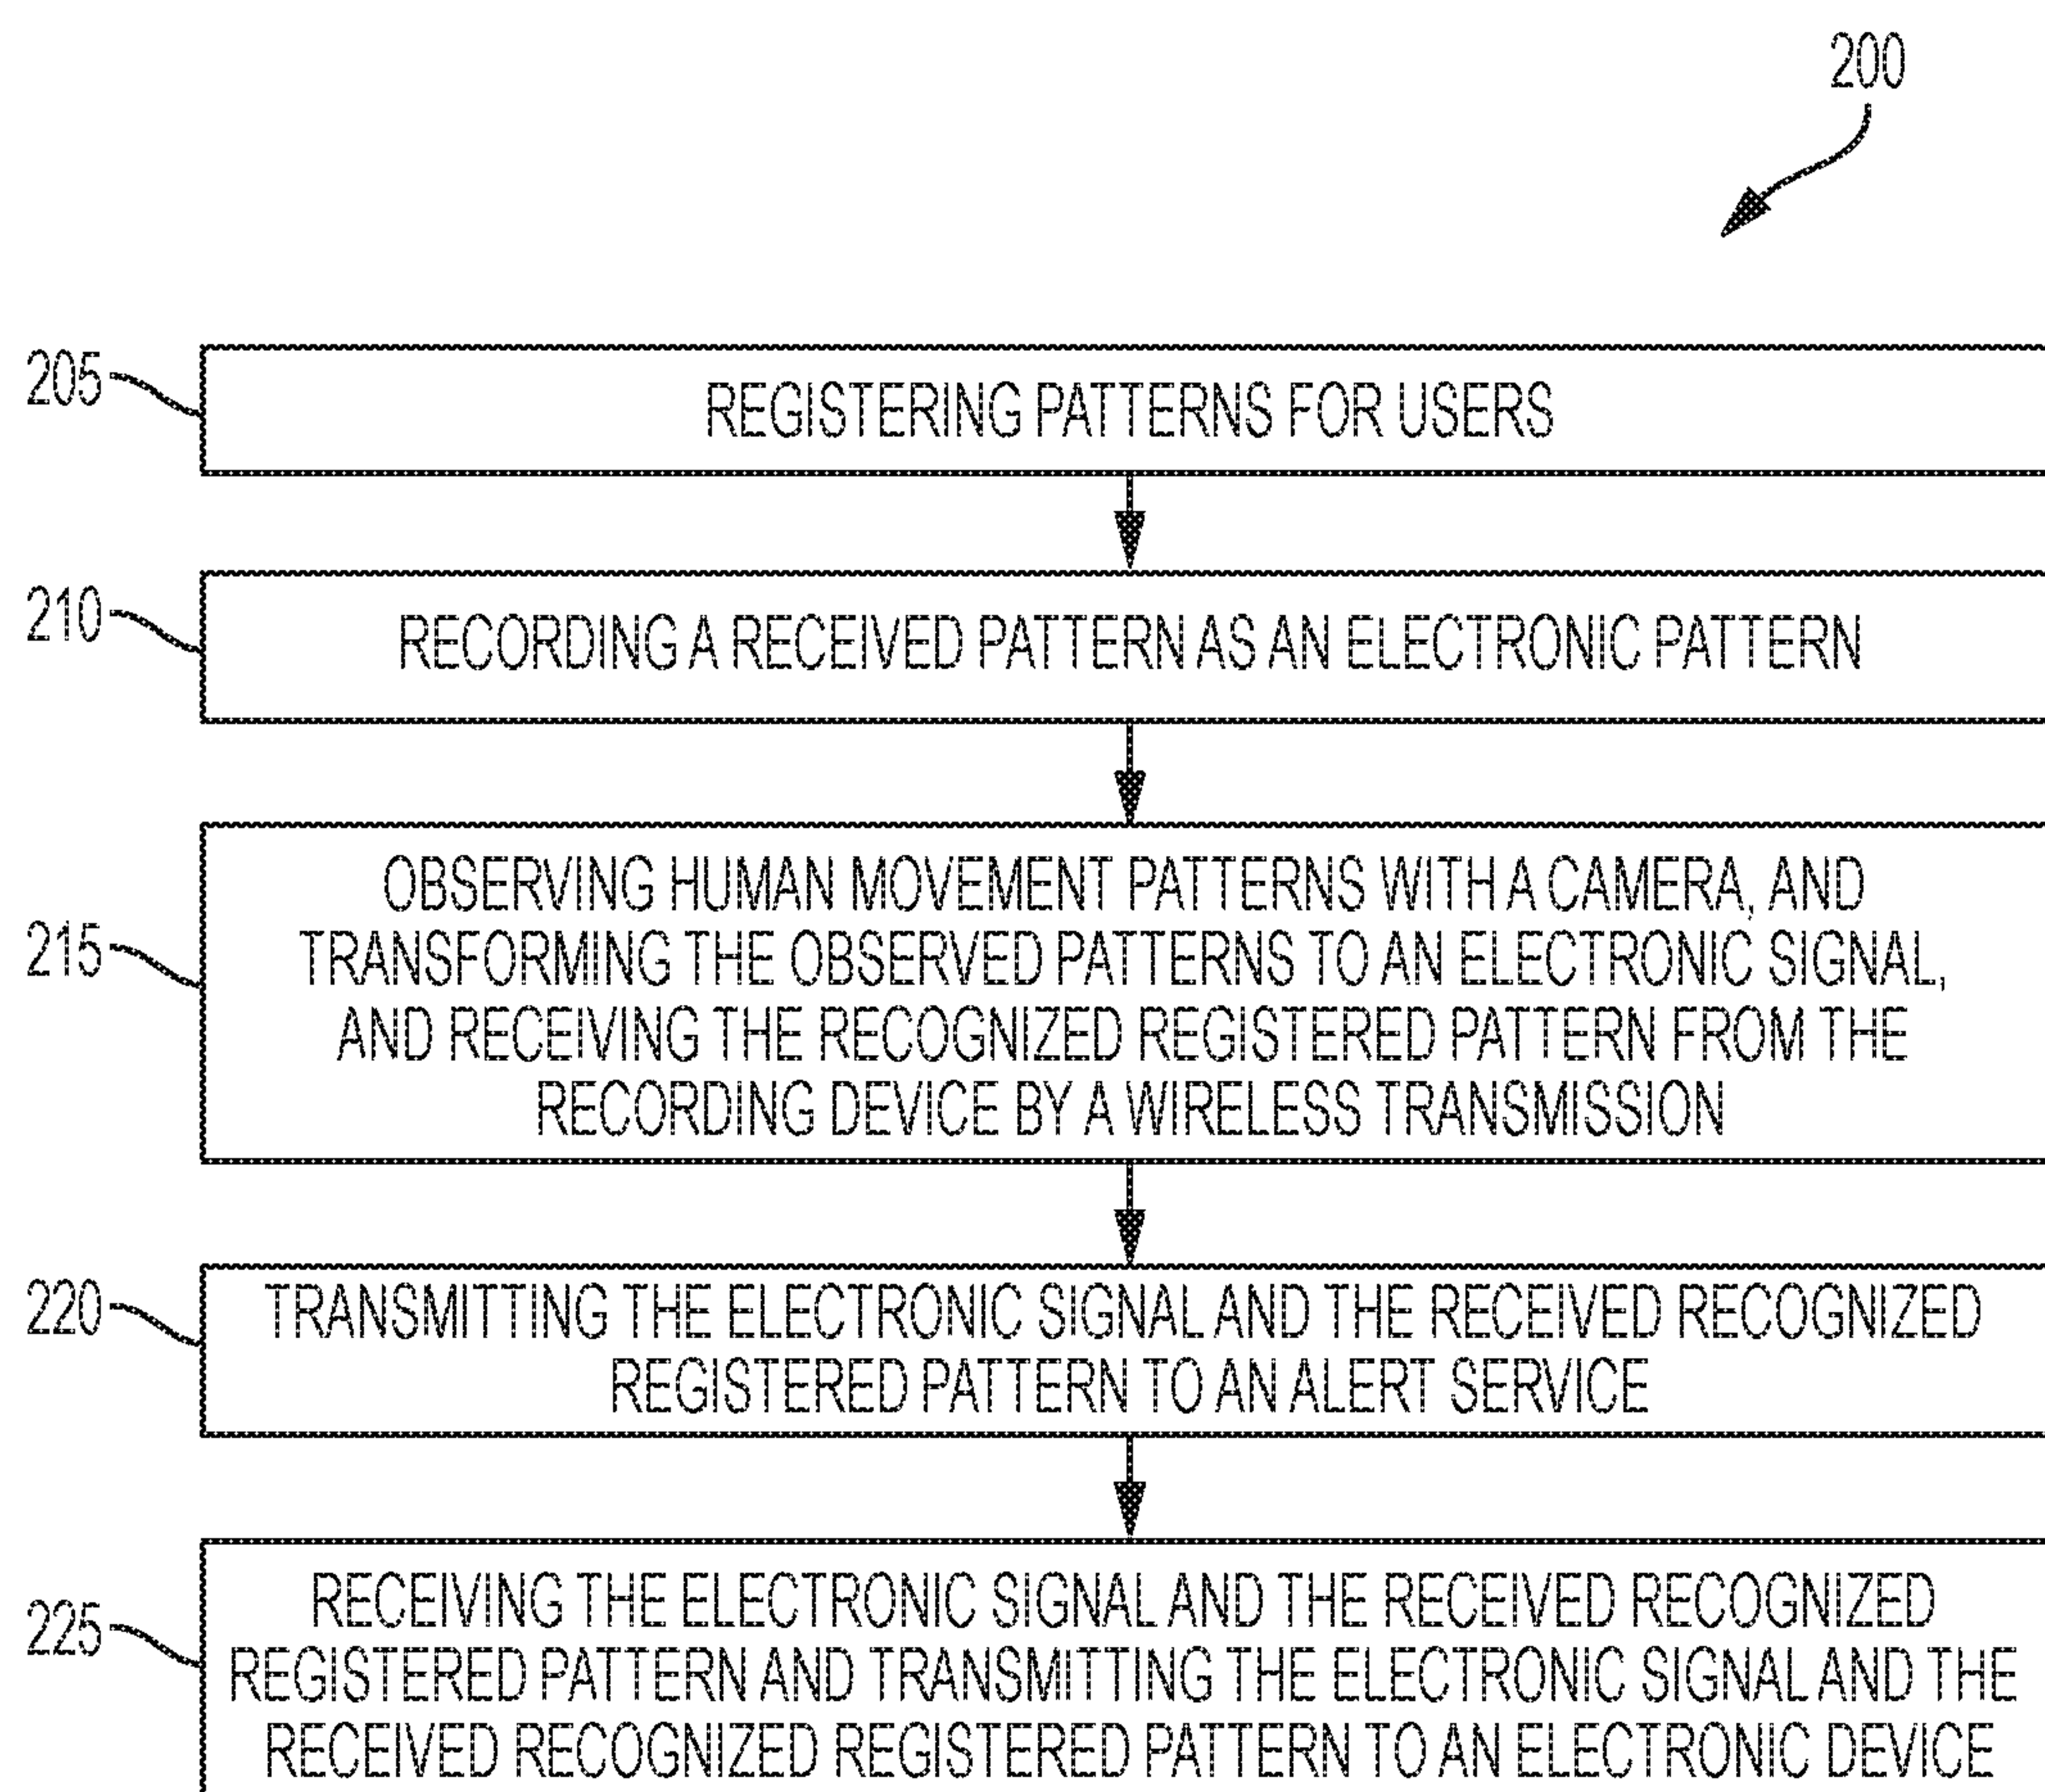 200
205
REGISTERING PATTERNS FOR USERS
210
RECORDING A RECEIVED PATTERN AS AN ELECTRONIC PATTERN
215
OBSERVING HUMAN MOVEMENT PATTERNS WITH A CAMERA, AND
TRANSFORMING THE OBSERVED PATTERNS TO AN ELECTRONIC SIGNAL,
AND RECEIVING THE RECOGNIZED REGISTERED PATTERN FROM THE
RECORDING DEVICE BY A WIRELESS TRANSMISSION
220
TRANSMITTING THE ELECTRONIC SIGNAL AND THE RECEIVED RECOGNIZED
REGISTERED PATTERN TO AN ALERT SERVICE
225
RECEIVING THE ELECTRONIC SIGNAL AND THE RECEIVED RECOGNIZED
REGISTERED PATTERN AND TRANSMITTING THE ELECTRONIC SIGNAL AND THE
RECEIVED RECOGNIZED REGISTERED PATTERN TO AN ELECTRONIC DEVICE